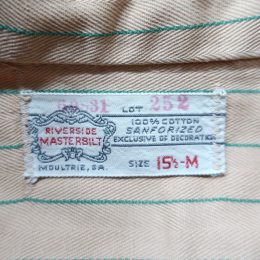 LOT 252
RIVERSIDE
MASTERBILT
MOULTRIE, GA.
100% COTTON
SANFORIZED
EXCLUSIVE OF DECORATION
SIZE 15½-M